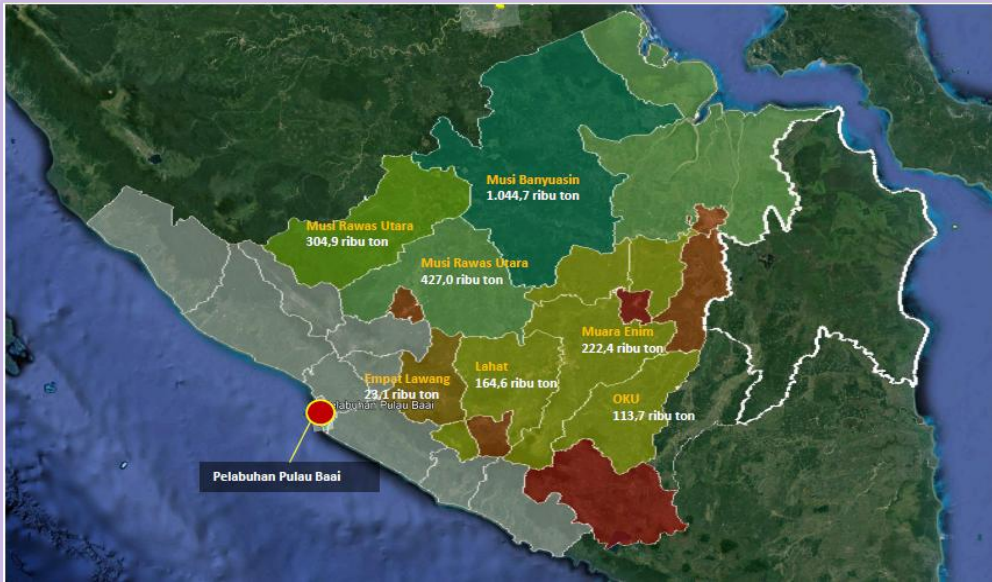 Musi Banyuasin
1.044,7 ribu ton
Musi Rawas Utara
304,9 ribu ton
Musi Rawas Utara
427,0 ribu ton
Muara Enim
222,4 ribu ton
Lahat
164,6 ribu ton
Empat Lawang
23,1 ribu ton
OKU
113,7 ribu ton
elabuhan Pulau Baai
Pelabuhan Pulau Baai